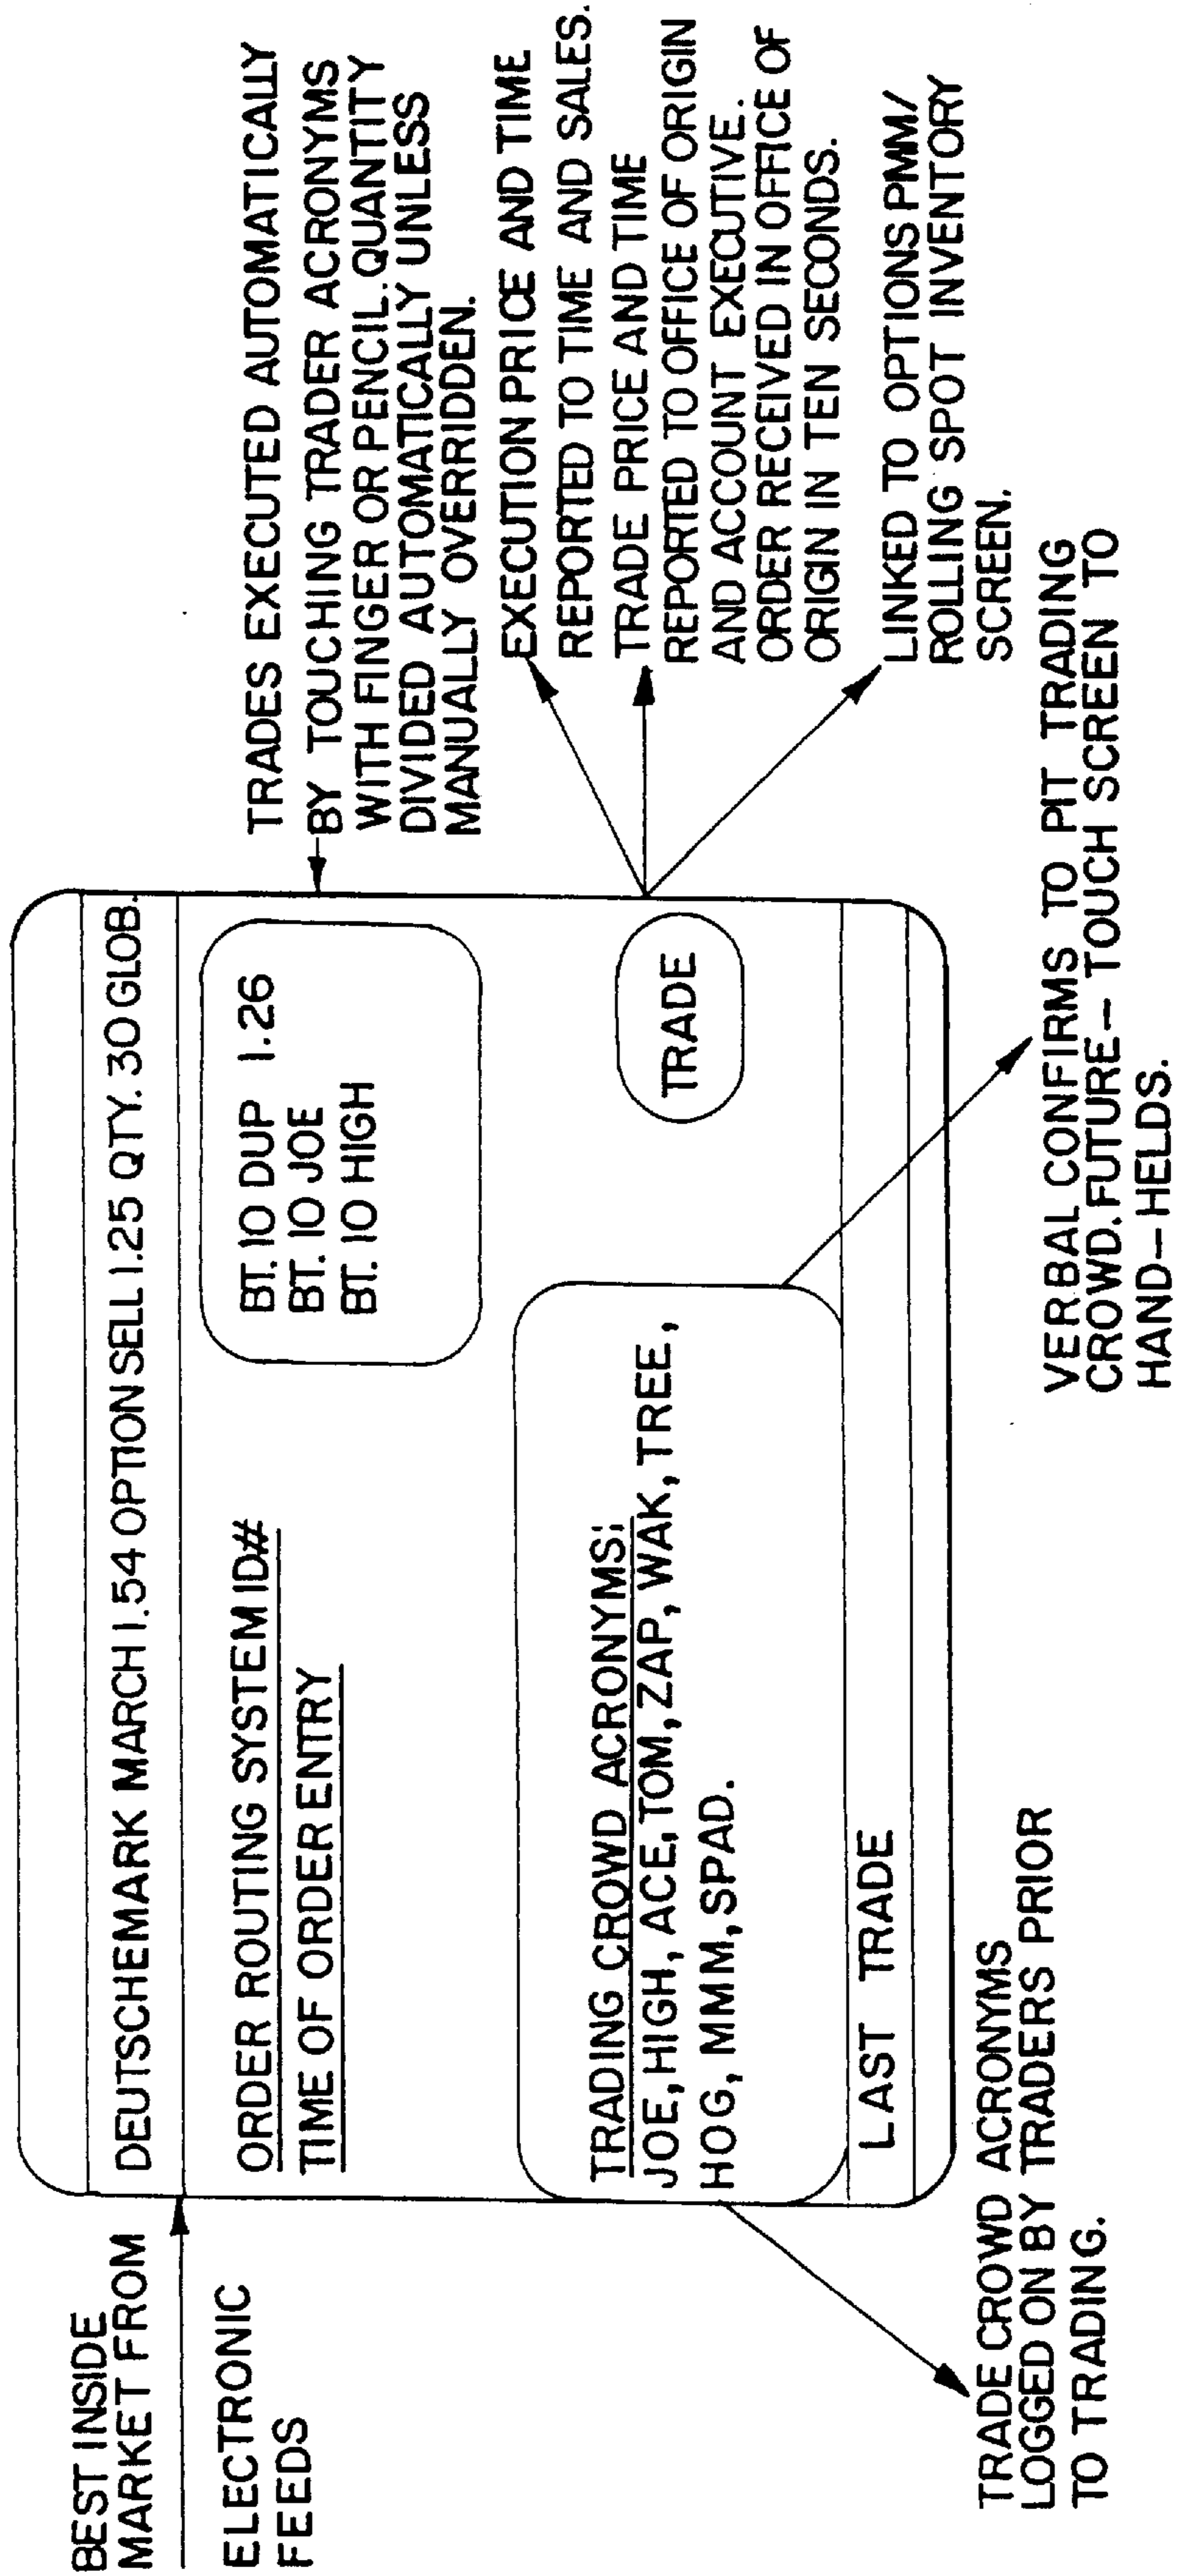 BEST INSIDE
MARKET FROM
ELECTRONIC
FEEDS
DEUTSCHEMARK MARCH 1.54 OPTION SELL 1.25 QTY. 30 GLOB.
ORDER ROUTING SYSTEM ID#
TIME OF ORDER ENTRY
BT. 10 DUP 1.26
BT. 10 JOE
BT. 10 HIGH
TRADING CROWD ACRONYMS:
JOE, HIGH, ACE, TOM, ZAP, WAK, TREE,
HOG, MMM, SPAD.
TRADE
LAST TRADE
TRADES EXECUTED AUTOMATICALLY
BY TOUCHING TRADER ACRONYMS
WITH FINGER OR PENCIL. QUANTITY
DIVIDED AUTOMATICALLY UNLESS
MANUALLY OVERRIDDEN.
EXECUTION PRICE AND TIME
REPORTED TO TIME AND SALES.
TRADE PRICE AND TIME
REPORTED TO OFFICE OF ORIGIN
AND ACCOUNT EXECUTIVE.
ORDER RECEIVED IN OFFICE OF
ORIGIN IN TEN SECONDS.
LINKED TO OPTIONS PMM/
ROLLING SPOT INVENTORY
SCREEN.
TRADE CROWD ACRONYMS
LOGGED ON BY TRADERS PRIOR
TO TRADING.
VERBAL CONFIRMS TO PIT TRADING
CROWD. FUTURE — TOUCH SCREEN TO
HAND—HELDS.